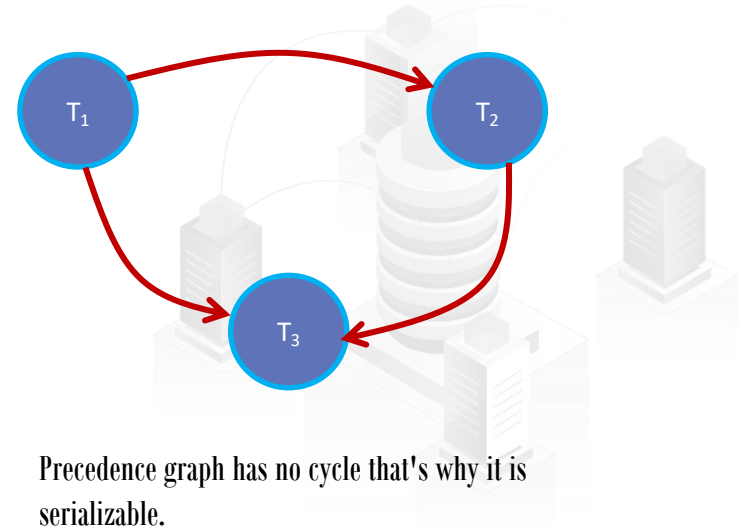 T₁
T₂
T₃
Precedence graph has no cycle that's why it is
serializable.